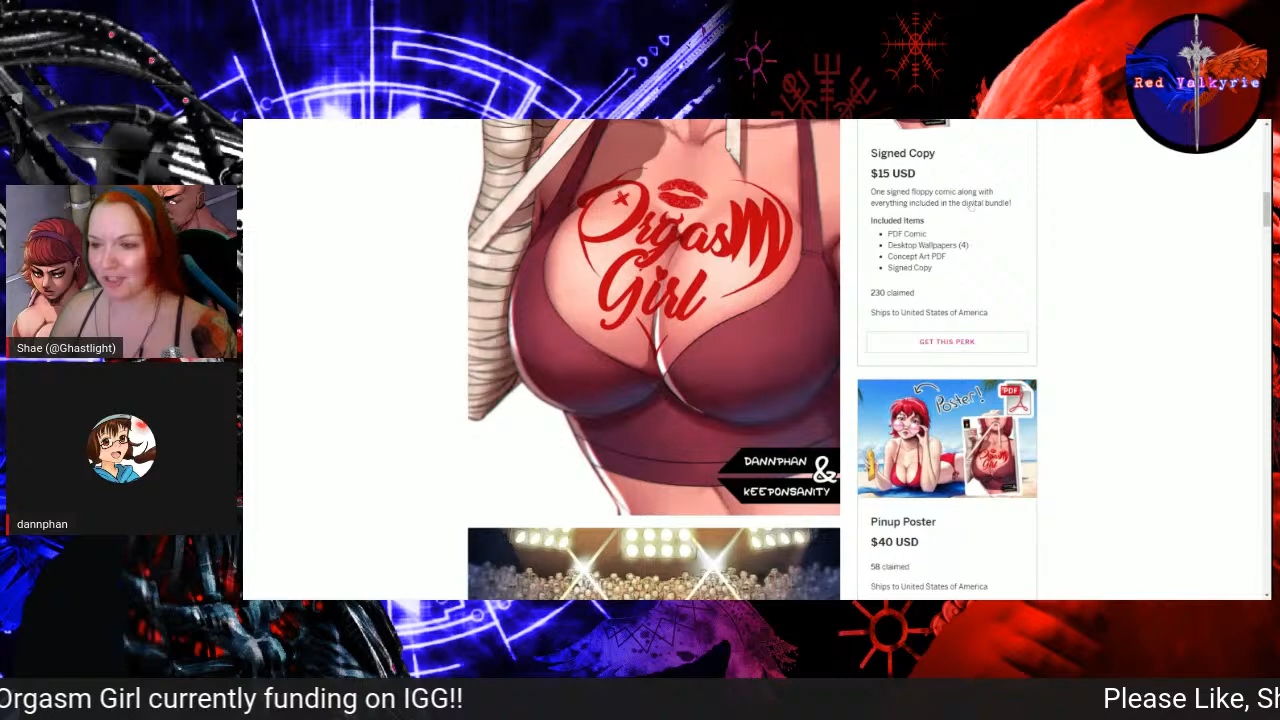 Red Valkyrie
Signed Copy
$15 USD
One signed floppy comic along with
everything included in the digital bundle!
Included Items
PDF Comic
Desktop Wallpapers (4)
Concept Art PDF
Signed Copy
230 claimed
Ships to United States of America
GET THIS PERK
OrgasM
Girl
DANNPHAN &
KEEPONSANITY
Poster!
PDF
OrgasM
Girl
Pinup Poster
$40 USD
58 claimed
Ships to United States of America
Shae (@Ghastlight)
dannphan
Orgasm Girl currently funding on IGG!!
Please Like, Sh